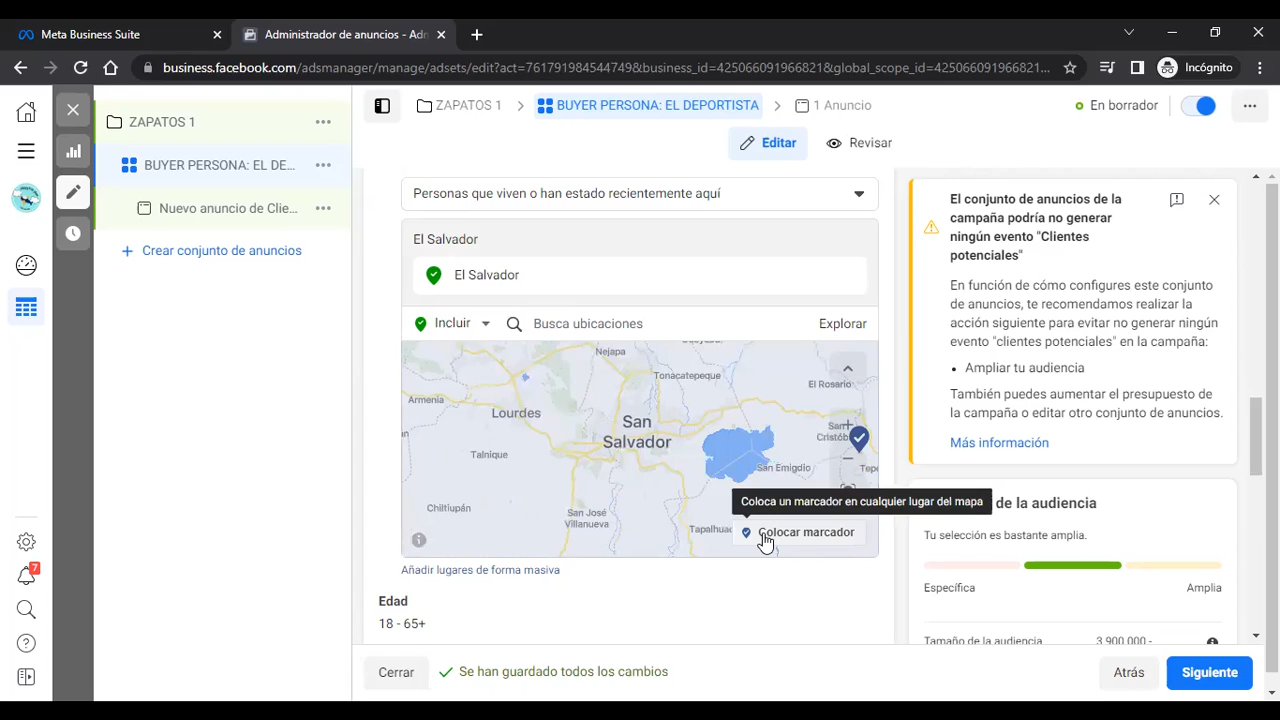 Meta Business Suite
Administrador de anuncios - Adn
business.facebook.com/adsmanager/manage/adsets/edit?act=761791984544749&business_id=425066091966821&global_scope_id=425066091966821...
Incógnito
ZAPATOS 1
BUYER PERSONA: EL DE...
Nuevo anuncio de Clie...
+ Crear conjunto de anuncios
7
ZAPATOS 1 > BUYER PERSONA: EL DEPORTISTA > 1 Anuncio
En borrador
Editar
Revisar
Personas que viven o han estado recientemente aquí
El Salvador
El Salvador
Incluir
Busca ubicaciones
Explorar
Nejapa
Tonacatepeque
El Rosario
Armenia
Lourdes
San Salvador
San Cristób
Talnique
San Emigdio
Tepe
Chiltiupán
San José Villanueva
Tapalhuac
Coloca un marcador en cualquier lugar del mapa
Colocar marcador
Añadir lugares de forma masiva
Edad
18 - 65+
El conjunto de anuncios de la
campaña podría no generar
ningún evento "Clientes
potenciales"
En función de cómo configures este conjunto
de anuncios, te recomendamos realizar la
acción siguiente para evitar no generar ningún
evento "clientes potenciales" en la campaña:
• Ampliar tu audiencia
También puedes aumentar el presupuesto de
la campaña o editar otro conjunto de anuncios.
Más información
de la audiencia
Tu selección es bastante amplia.
Específica
Amplia
Tamaño de la audiencia
3 900 000 -
Cerrar
Se han guardado todos los cambios
Atrás
Siguiente